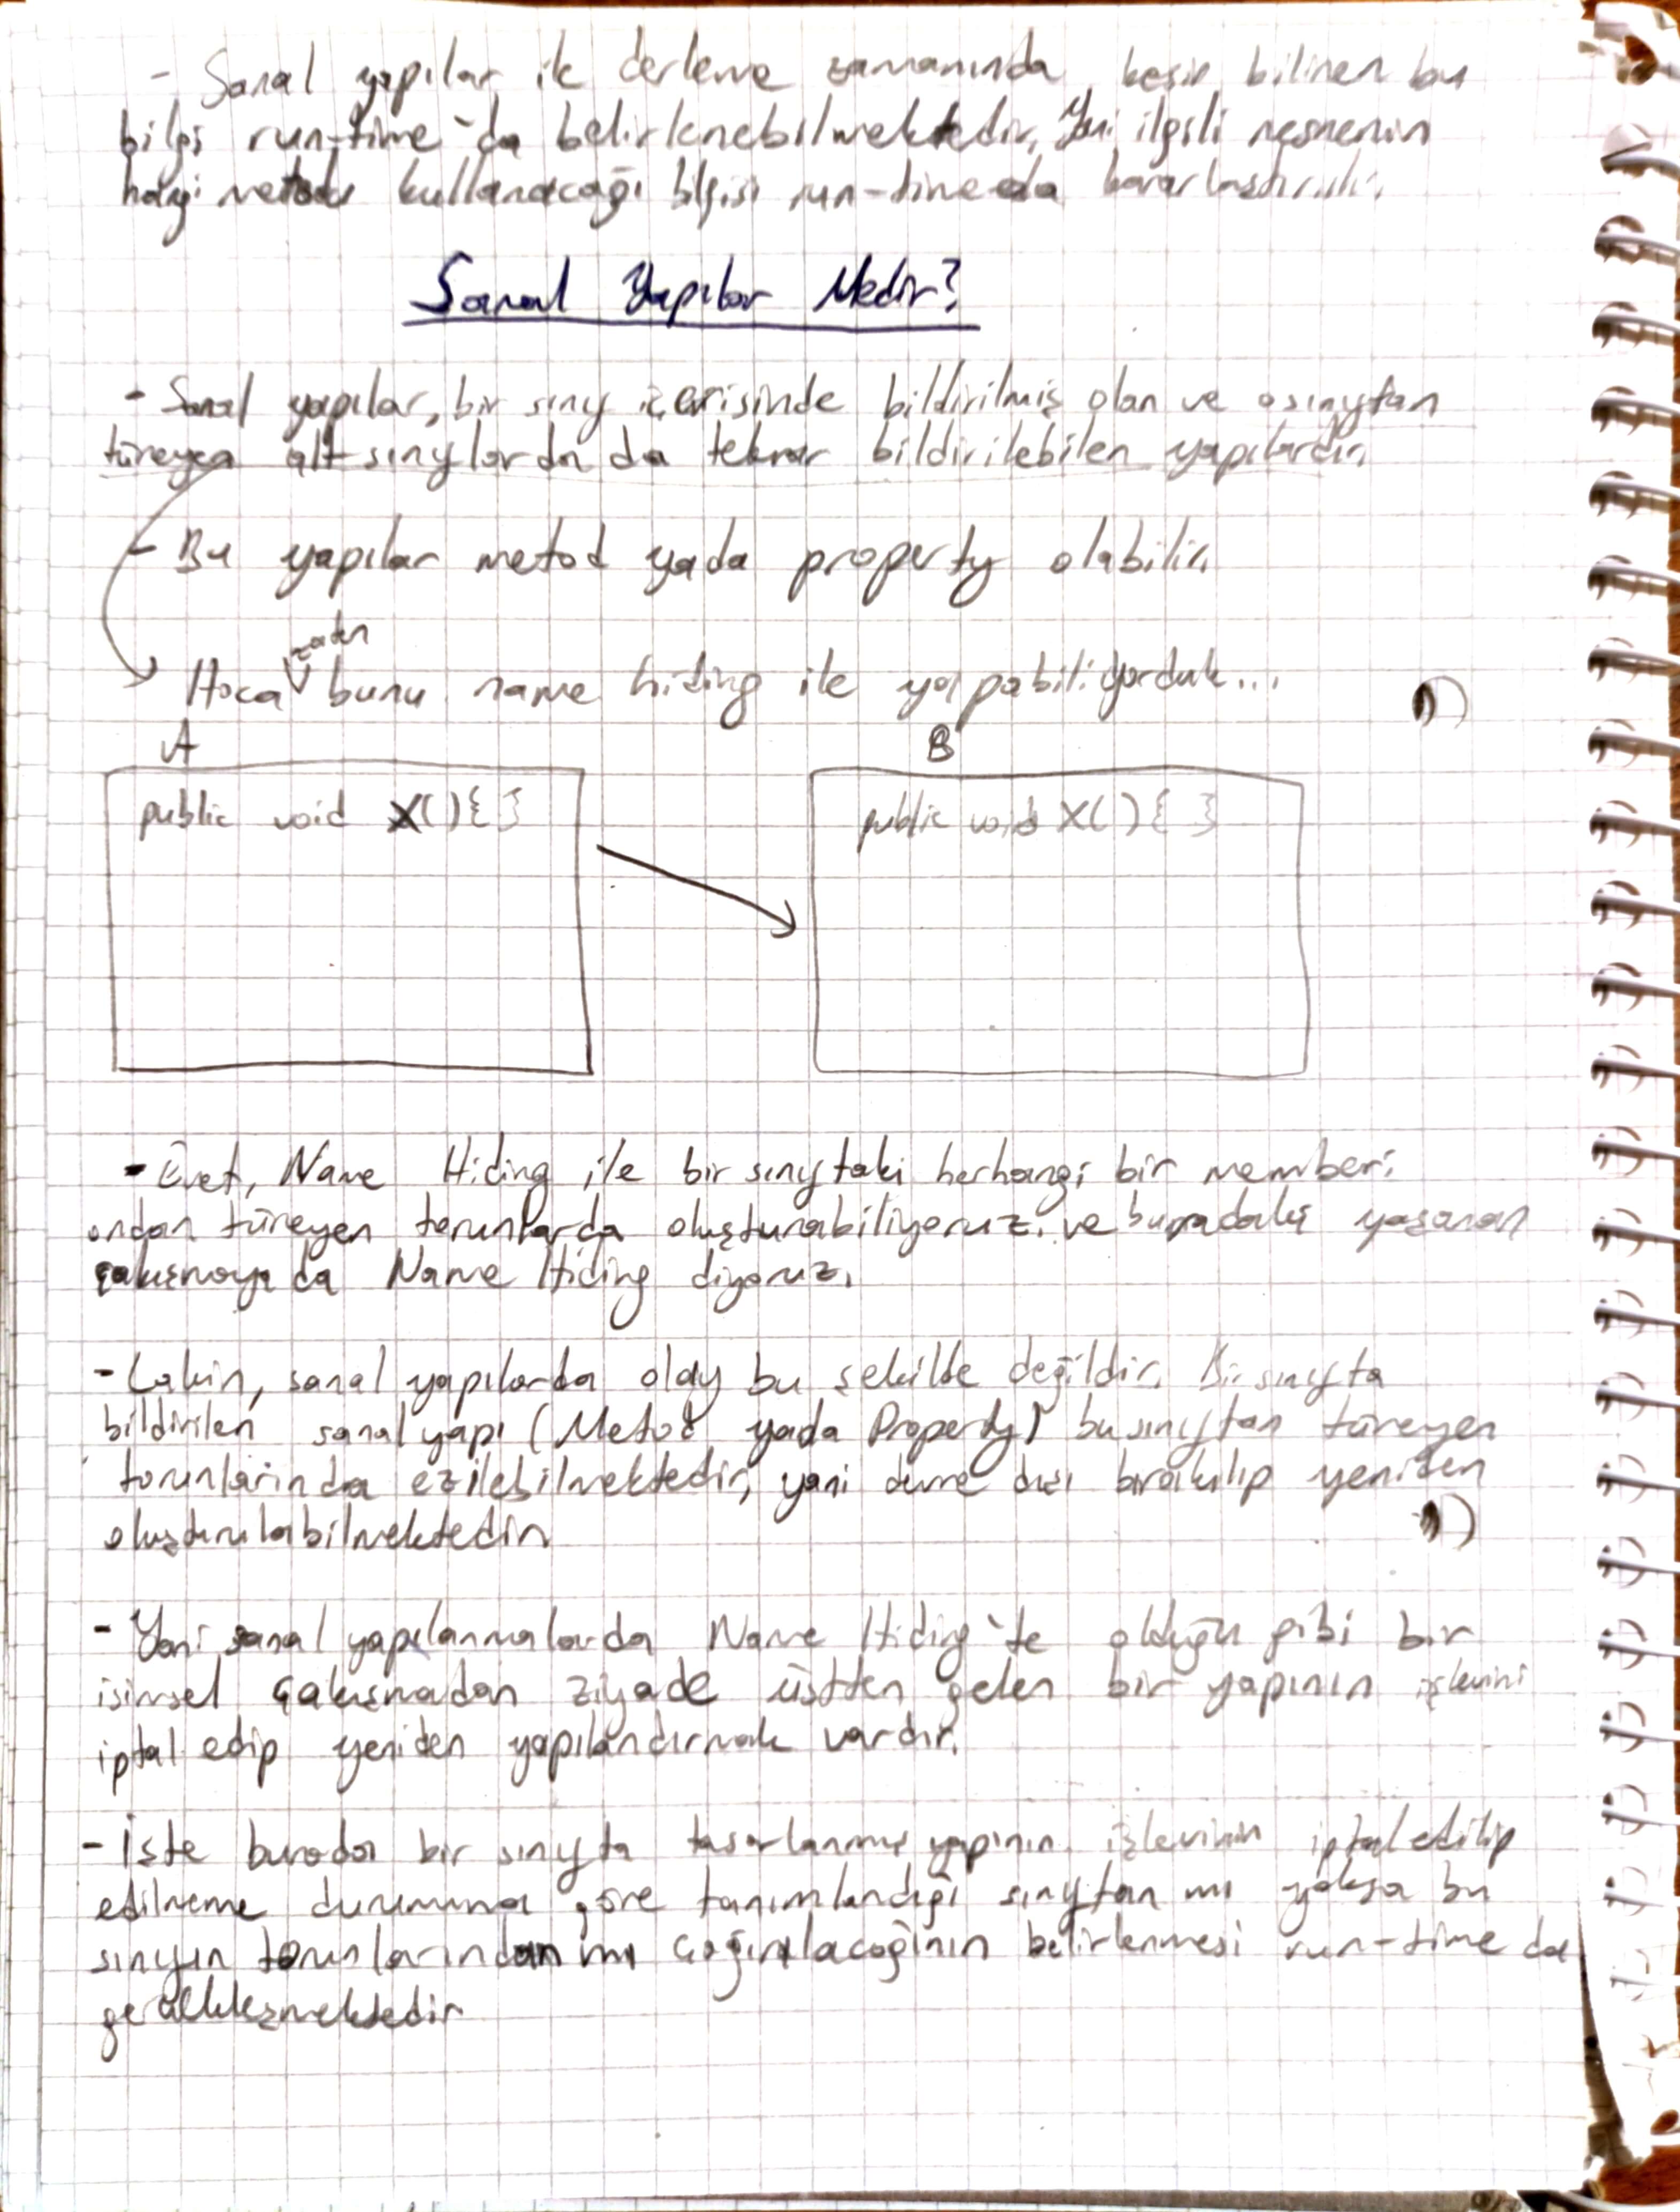 - Sanal yapılar ile derleme zamanında kesin bilinen bu
bilgi run-time'da belirlenebilmektedir. Yani ilgili nesnenin
hangi metodu kullanacağı bilgisi run-time'da kararlaştırılır.
Sanal Yapılar Nedir?
- Sanal yapılar, bir sınıf içerisinde bildirilmiş olan ve o sınıftan
türeyen alt sınıflarda da tekrar bildirilebilen yapılardır.
- Bu yapılar metod yada property olabilir.
zaten
Hoca bunu name hiding ile yapabiliyorduk...
A B
public void X(){ } public void X(){ }
- Evet, Name Hiding ile bir sınıftaki herhangi bir memberi
ondan türeyen torunlarda oluşturabiliyoruz. ve buradaki yaşanan
çakışmaya da Name Hiding diyoruz.
- Lakin, sanal yapılarda olay bu şekilde değildir. Bir sınıfta
bildirilen sanal yapı (Metod yada Property) bu sınıftan türeyen
torunlarında ezilebilmektedir, yani devre dışı bırakılıp yeniden
oluşturulabilmektedir
- Yani sanal yapılanmalarda Name Hiding'te olduğu gibi bir
isimsel çakışmadan ziyade üstten gelen bir yapının işlevini
iptal edip yeniden yapılandırmak vardır.
- İşte burada bir sınıfta tasarlanmış yapının işlevinin iptal edilip
edilmeme durumuna göre tanımlandığı sınıftan mı yoksa bu
sınıfın torunlarından mı çağırılacağının belirlenmesi run-time da
gerçekleşmektedir